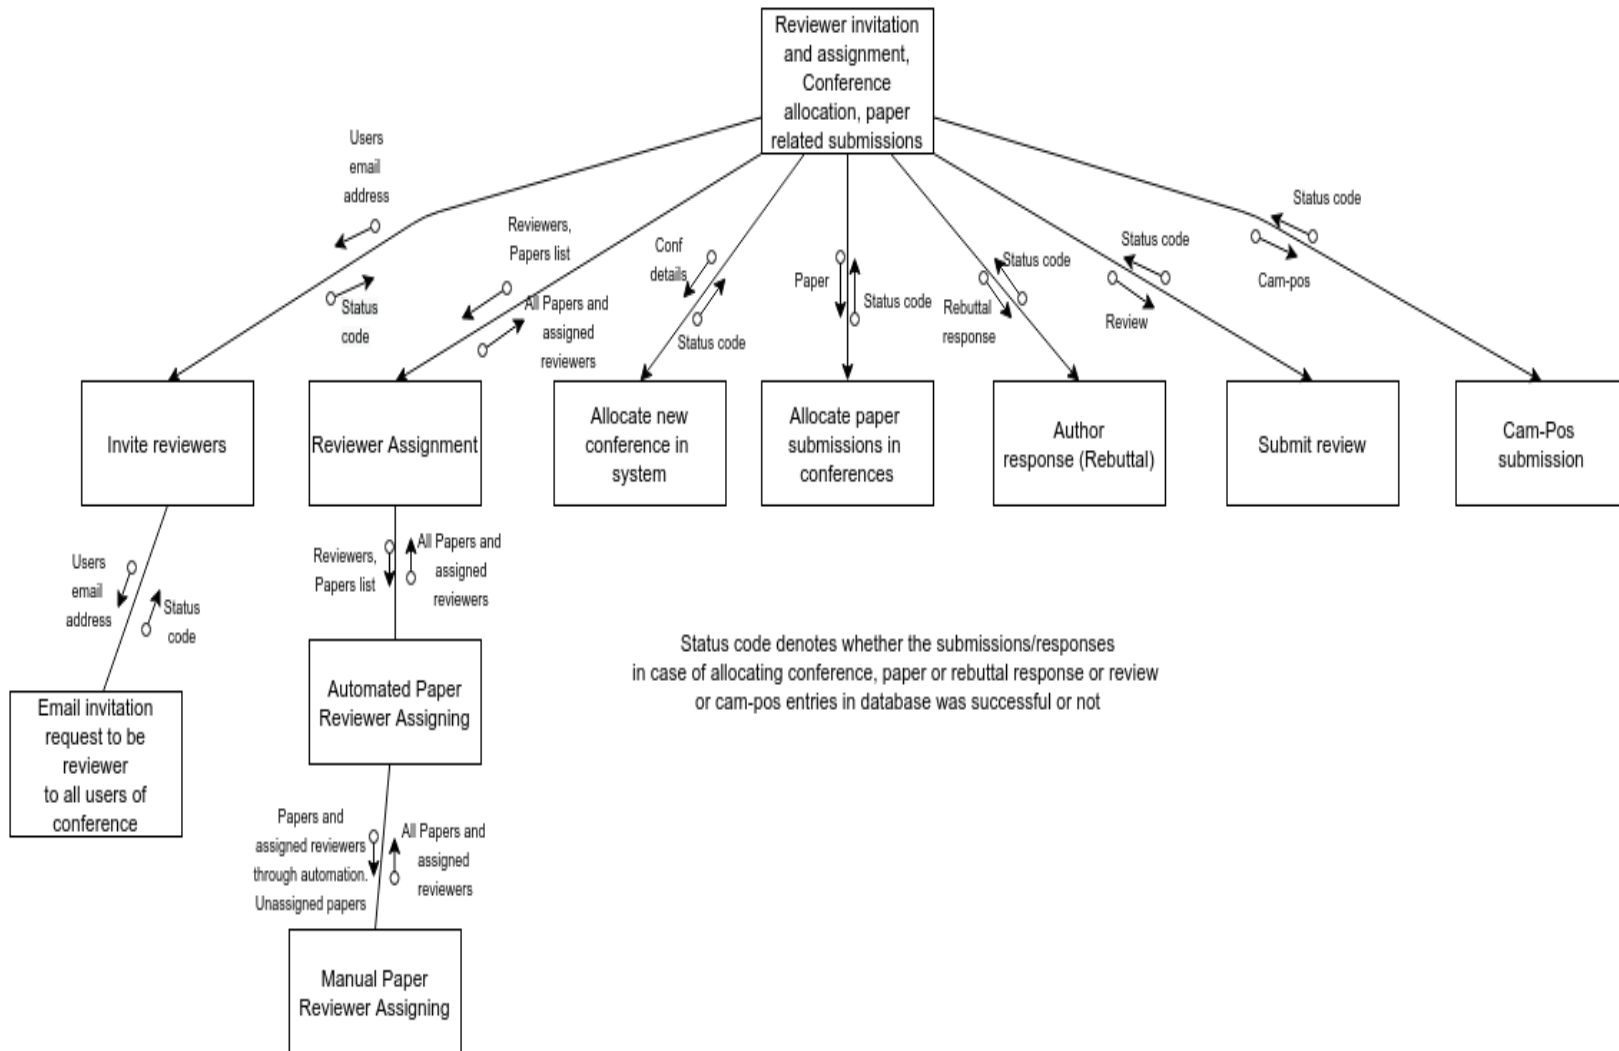 Reviewer invitation
and assignment,
Conference
allocation, paper
related submissions
Users
email
address
Status
code
Reviewers,
Papers list
All Papers and
assigned
reviewers
Conf
details
Status code
Paper
Status code
Status code
Rebuttal
response
Status code
Review
Status code
Cam-pos
Invite reviewers
Reviewer Assignment
Allocate new
conference in
system
Allocate paper
submissions in
conferences
Author
response (Rebuttal)
Submit review
Cam-Pos
submission
Users
email
address
Status
code
Reviewers,
Papers list
All Papers and
assigned
reviewers
Email invitation
request to be
reviewer
to all users of
conference
Automated Paper
Reviewer Assigning
Status code denotes whether the submissions/responses
in case of allocating conference, paper or rebuttal response or review
or cam-pos entries in database was successful or not
Papers and
assigned reviewers
through automation.
Unassigned papers
All Papers and
assigned
reviewers
Manual Paper
Reviewer Assigning